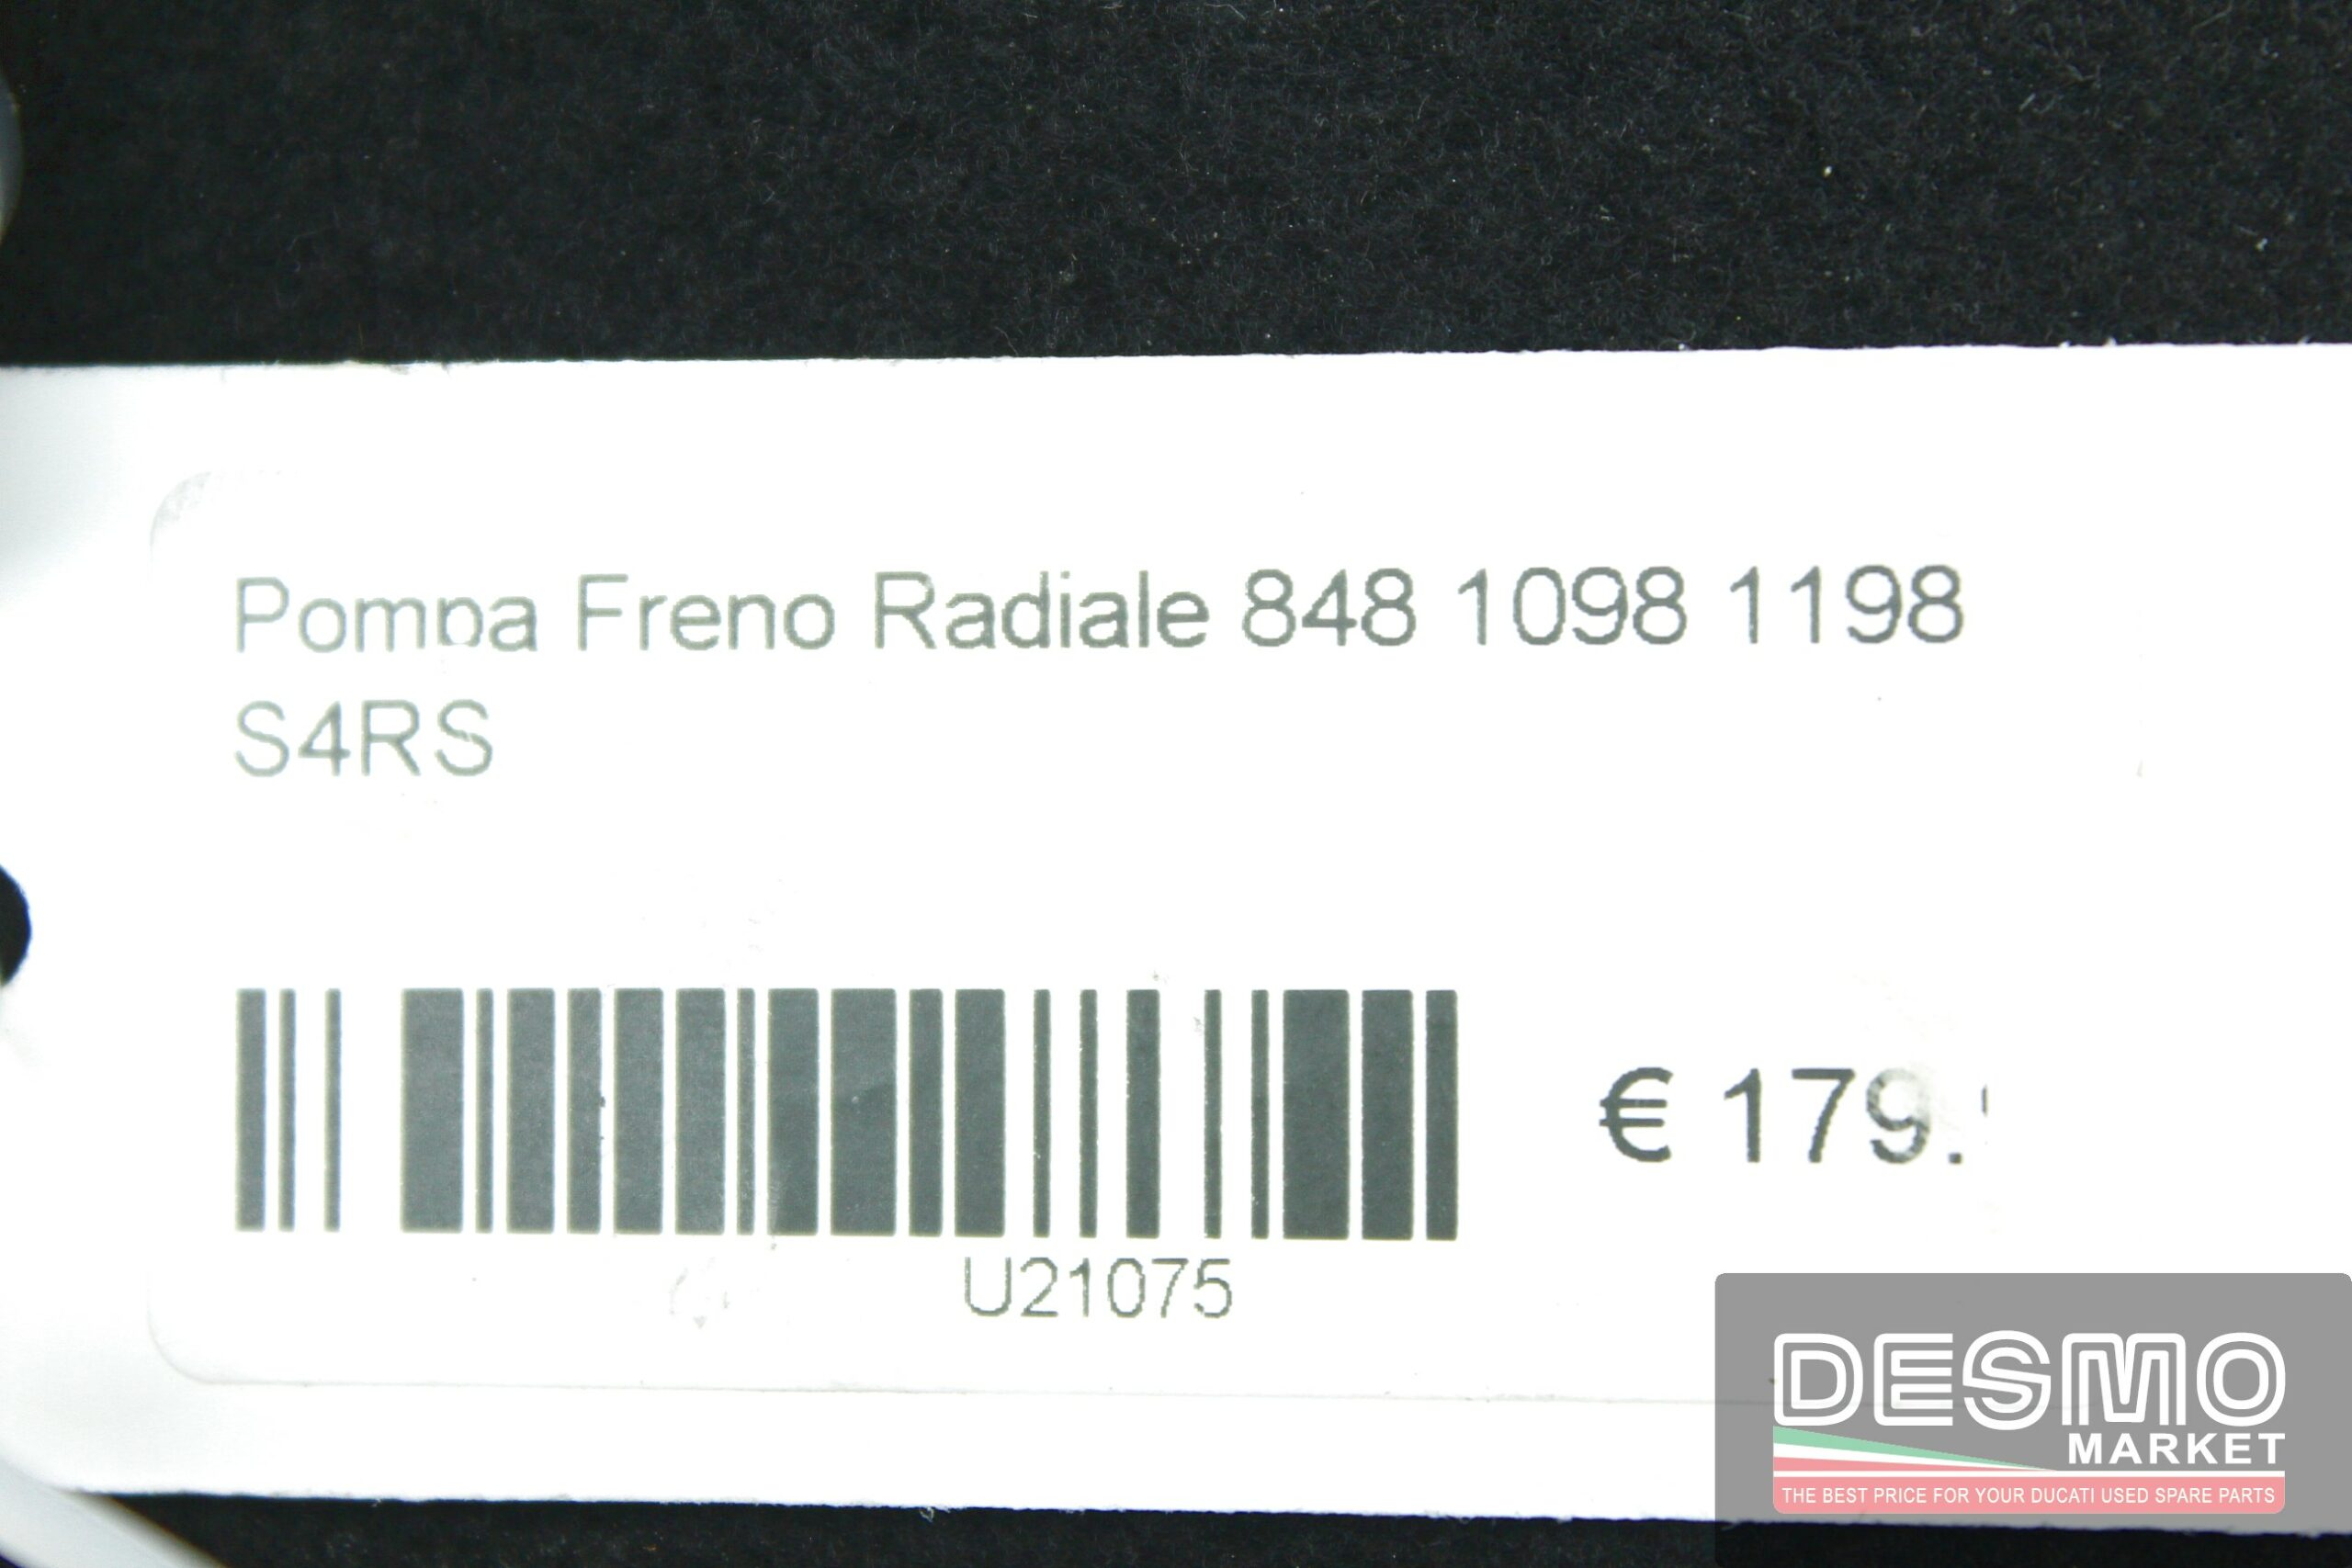 Pompa Freno Radiale 848 1098 1198
S4RS
€ 179.
U21075
DESMO
MARKET
THE BEST PRICE FOR YOUR DUCATI USED SPARE PARTS